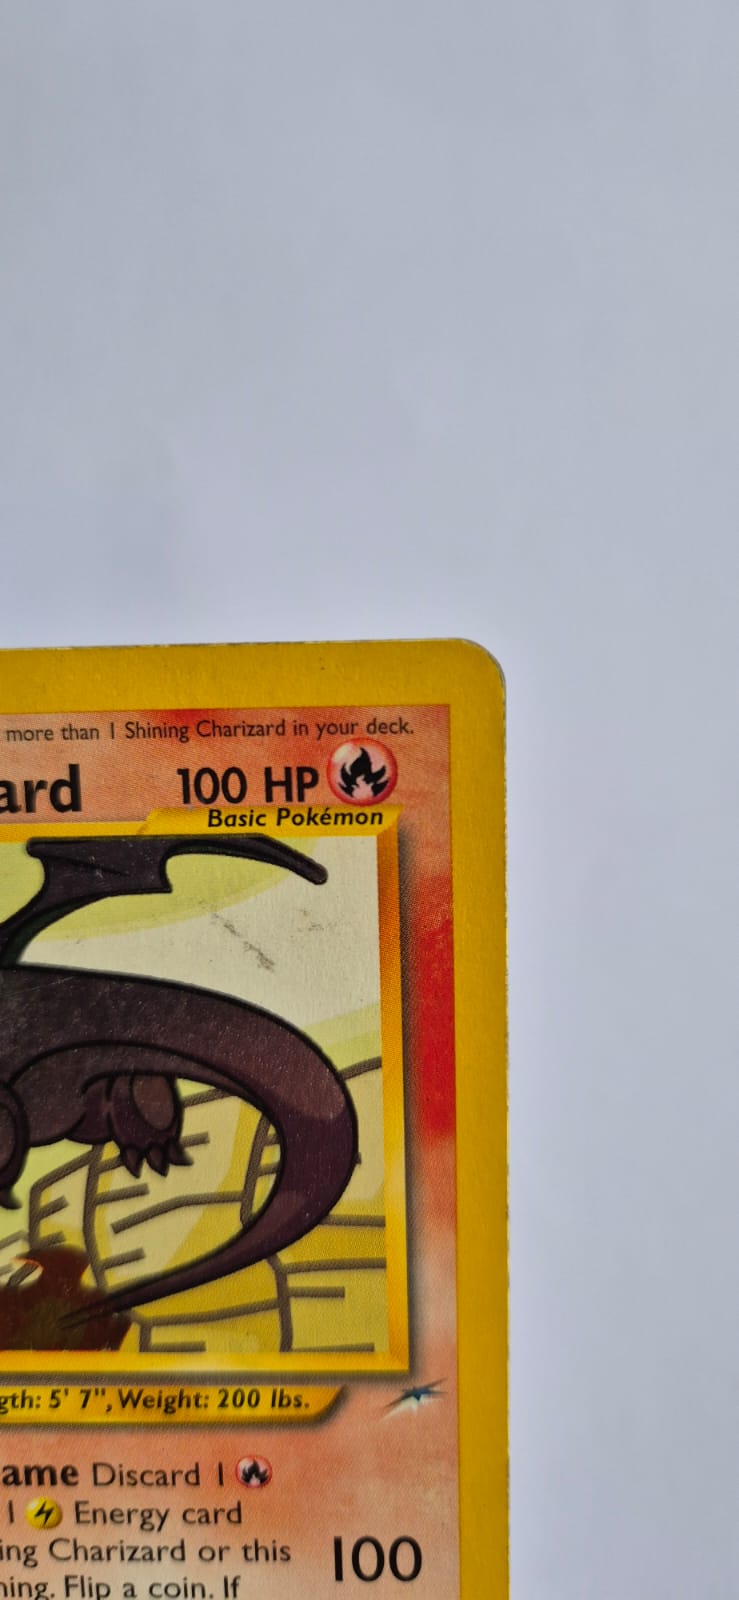 more than 1 Shining Charizard in your deck.
ard 100 HP
Basic Pokémon
gth: 5' 7", Weight: 200 lbs.
ame Discard 1
1 Energy card
ing Charizard or this 100
ning. Flip a coin. If